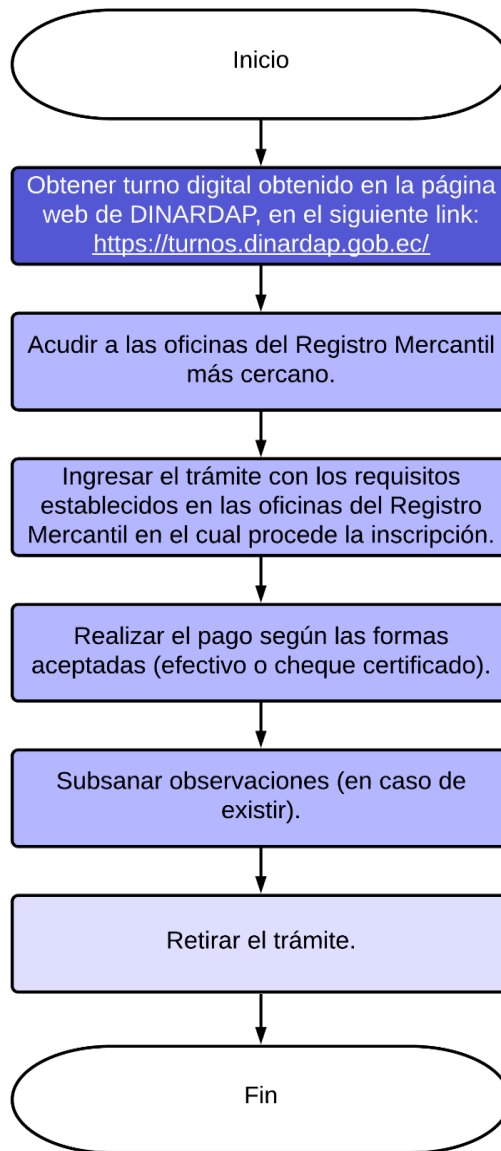 Inicio
Obtener turno digital obtenido en la página
web de DINARDAP, en el siguiente link:
https://turnos.dinardap.gob.ec/
Acudir a las oficinas del Registro Mercantil
más cercano.
Ingresar el trámite con los requisitos
establecidos en las oficinas del Registro
Mercantil en el cual procede la inscripción.
Realizar el pago según las formas
aceptadas (efectivo o cheque certificado).
Subsanar observaciones (en caso de
existir).
Retirar el trámite.
Fin